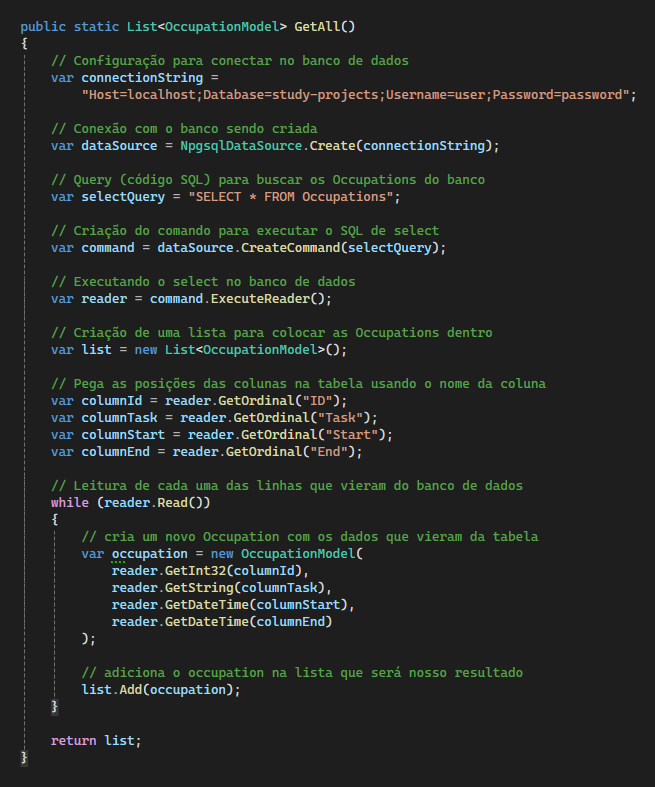 public static List<OccupationModel> GetAll()
{
// Configuração para conectar no banco de dados
var connectionString =
"Host=localhost;Database=study-projects;Username=user;Password=password";
// Conexão com o banco sendo criada
var dataSource = NpgsqlDataSource.Create(connectionString);
// Query (código SQL) para buscar os Occupations do banco
var selectQuery = "SELECT * FROM Occupations";
// Criação do comando para executar o SQL de select
var command = dataSource.CreateCommand(selectQuery);
// Executando o select no banco de dados
var reader = command.ExecuteReader();
// Criação de uma lista para colocar as Occupations dentro
var list = new List<OccupationModel>();
// Pega as posições das colunas na tabela usando o nome da coluna
var columnId = reader.GetOrdinal("ID");
var columnTask = reader.GetOrdinal("Task");
var columnStart = reader.GetOrdinal("Start");
var columnEnd = reader.GetOrdinal("End");
// Leitura de cada uma das linhas que vieram do banco de dados
while (reader.Read())
{
// cria um novo Occupation com os dados que vieram da tabela
var occupation = new OccupationModel(
reader.GetInt32(columnId),
reader.GetString(columnTask),
reader.GetDateTime(columnStart),
reader.GetDateTime(columnEnd)
);
// adiciona o occupation na lista que será nosso resultado
list.Add(occupation);
}
return list;
}